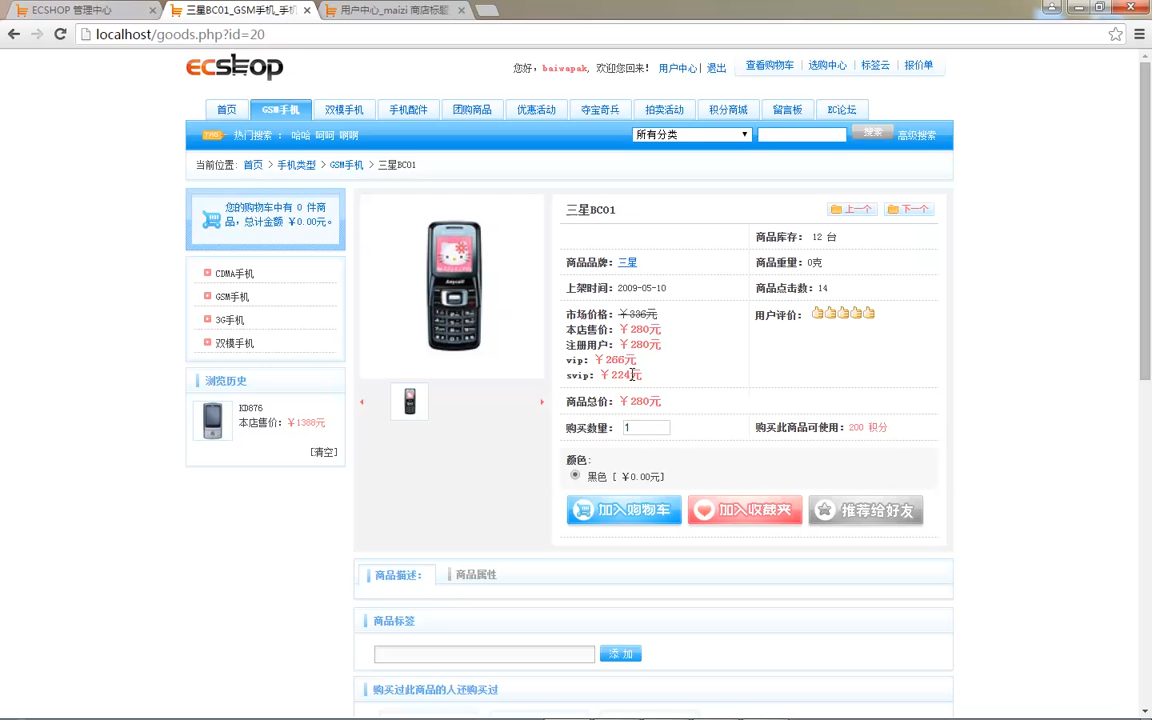 ECSHOP 管理中心
三星BC01_GSM手机_手机
用户中心_maizi 商店标题
localhost/goods.php?id=20
ecshop
您好，baiwapak, 欢迎您回来! 用户中心 | 退出
查看购物车 | 选购中心 | 标签云 | 报价单
首页 GSM手机 双模手机 手机配件 团购商品 优惠活动 夺宝奇兵 拍卖活动 积分商城 留言板 EC论坛
热门搜索 : 哈哈 呵呵 啊啊
所有分类
搜索
高级搜索
当前位置: 首页 > 手机类型 > GSM手机 > 三星BC01
您的购物车中有 0 件商
品，总计金额 ￥0.00元。
CDMA手机
GSM手机
3G手机
双模手机
浏览历史
KD876
本店售价: ￥1388元
[清空]
Anycall
三星BC01
上一个
下一个
商品库存: 12 台
商品品牌: 三星
商品重量: 0克
上架时间: 2009-05-10
商品点击数: 14
市场价格: ￥336元
用户评价:
本店售价: ￥280元
注册用户: ￥280元
vip: ￥266元
svip: ￥224元
商品总价: ￥280元
购买数量: 1
购买此商品可使用: 200 积分
颜色:
黑色 [ ￥0.00元]
加入购物车
加入收藏夹
推荐给好友
商品描述:
商品属性
商品标签
添 加
购买过此商品的人还购买过